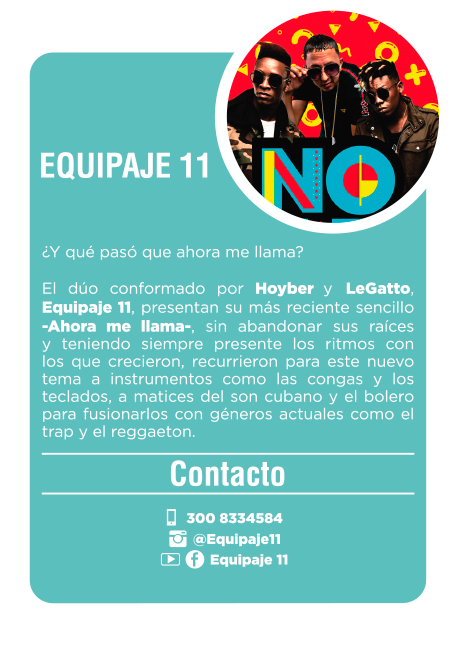 NO
EQUIPAJE 11
¿Y qué pasó que ahora me llama?
El dúo conformado por Hoyber y LeGatto,
Equipaje 11, presentan su más reciente sencillo
-Ahora me llama-, sin abandonar sus raíces
y teniendo siempre presente los ritmos con
los que crecieron, recurrieron para este nuevo
tema a instrumentos como las congas y los
teclados, a matices del son cubano y el bolero
para fusionarlos con géneros actuales como el
trap y el reggaeton.
Contacto
300 8334584
@Equipaje11
Equipaje 11